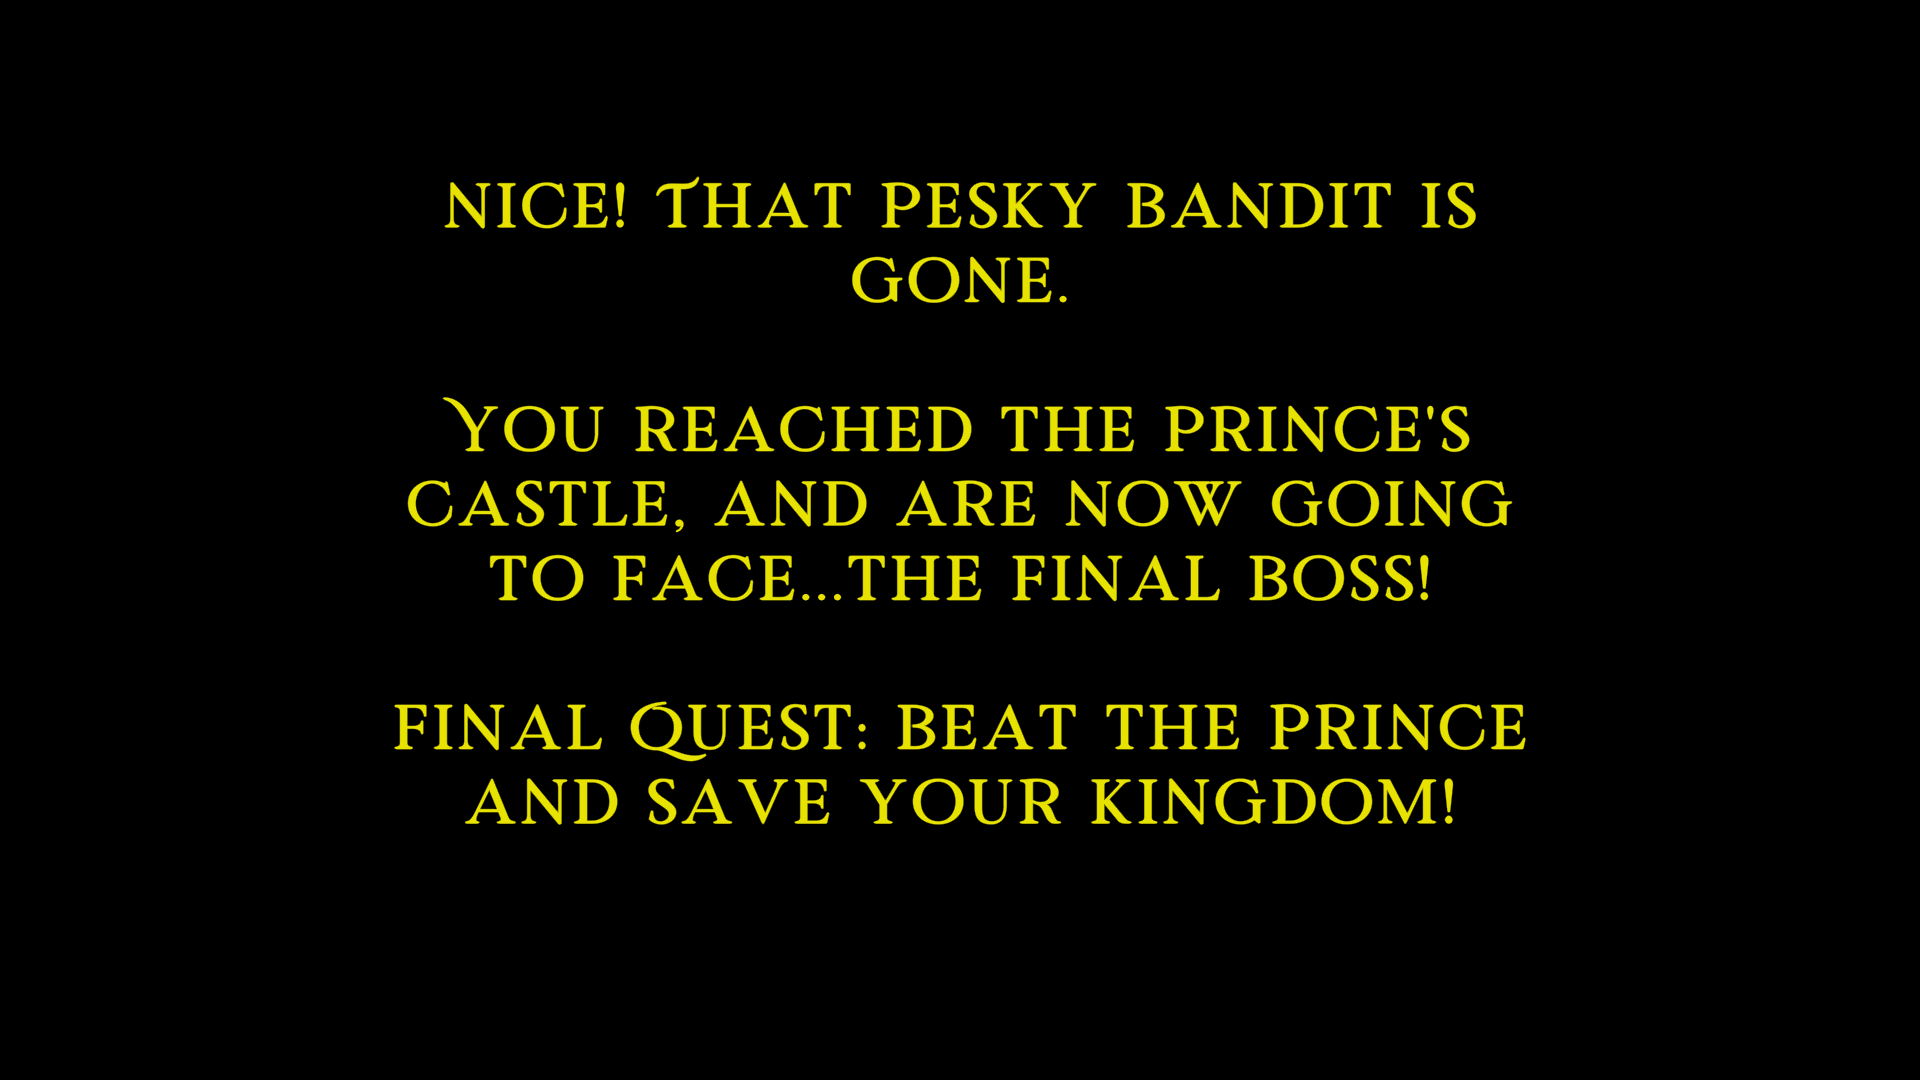 NICE! THAT PESKY BANDIT IS
GONE.
YOU REACHED THE PRINCE'S
CASTLE, AND ARE NOW GOING
TO FACE...THE FINAL BOSS!
FINAL QUEST: BEAT THE PRINCE
AND SAVE YOUR KINGDOM!